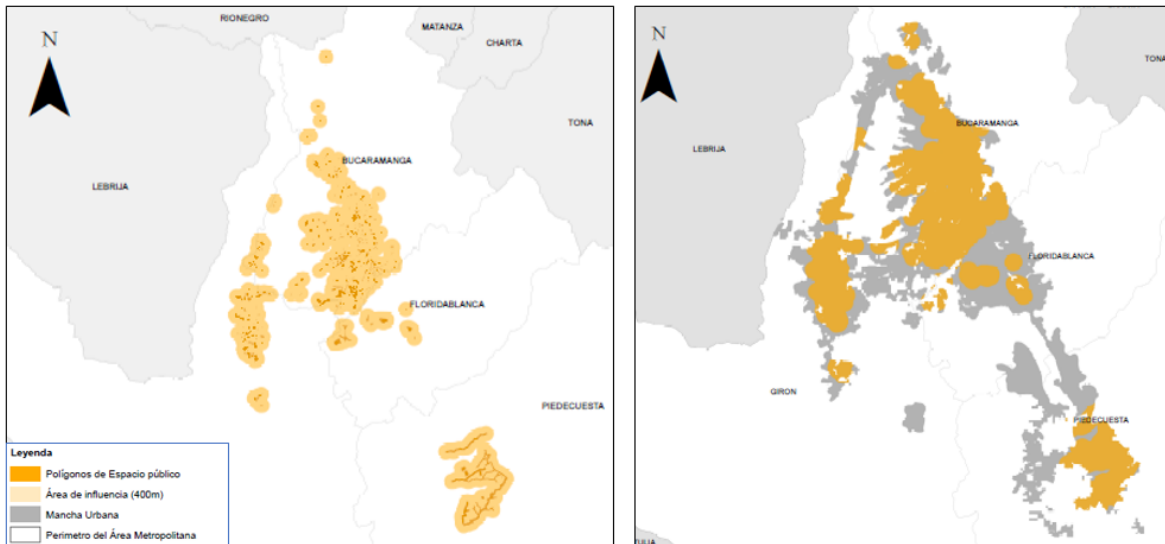 RIONEGRO
MATANZA
CHARTA
N
TONA
BUCARAMANGA
LEBRIJA
FLORIDABLANCA
PIEDECUESTA
Leyenda
Polígonos de Espacio público
Área de influencia (400m)
Mancha Urbana
Perimetro del Área Metropolitana
N
TONA
BUCARAMANGA
LEBRIJA
FLORIDABLANCA
GIRON
PIEDECUESTA